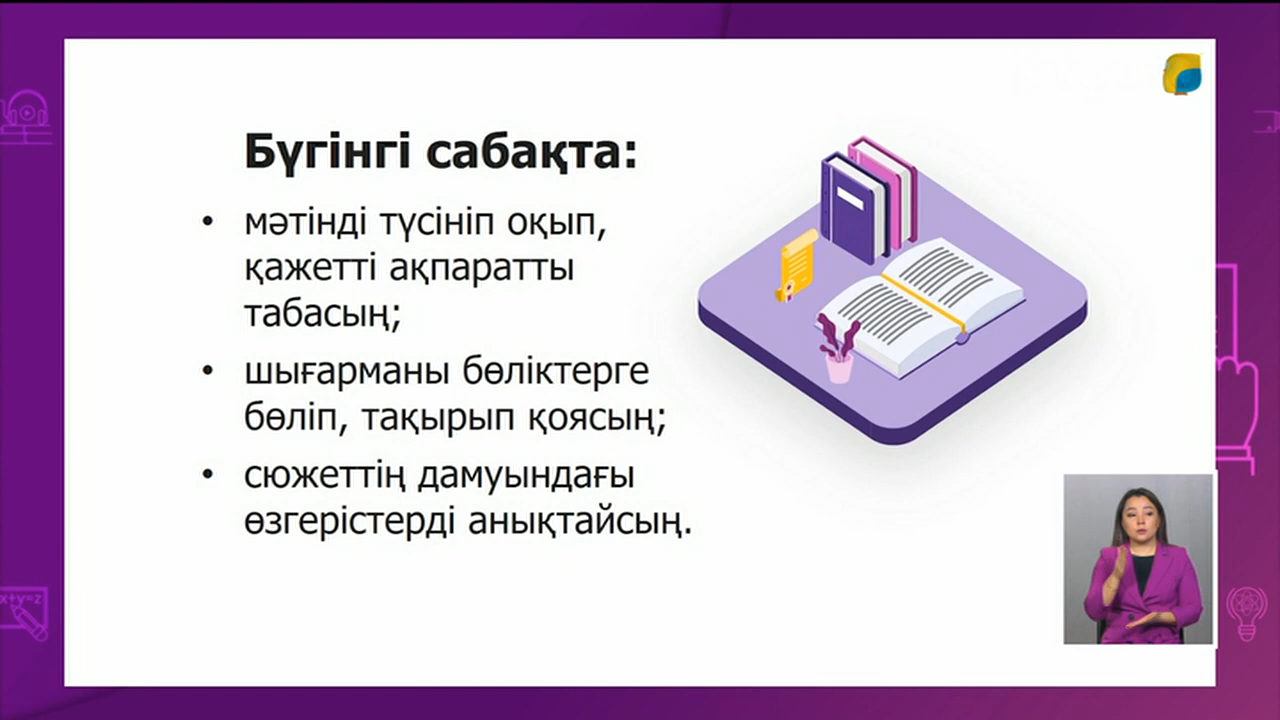 Бүгінгі сабақта:
• мәтінді түсініп оқып,
қажетті ақпаратты
табасың;
• шығарманы бөліктерге
бөліп, тақырып қоясың;
• сюжеттің дамуындағы
өзгерістерді анықтайсың.
x+y=z